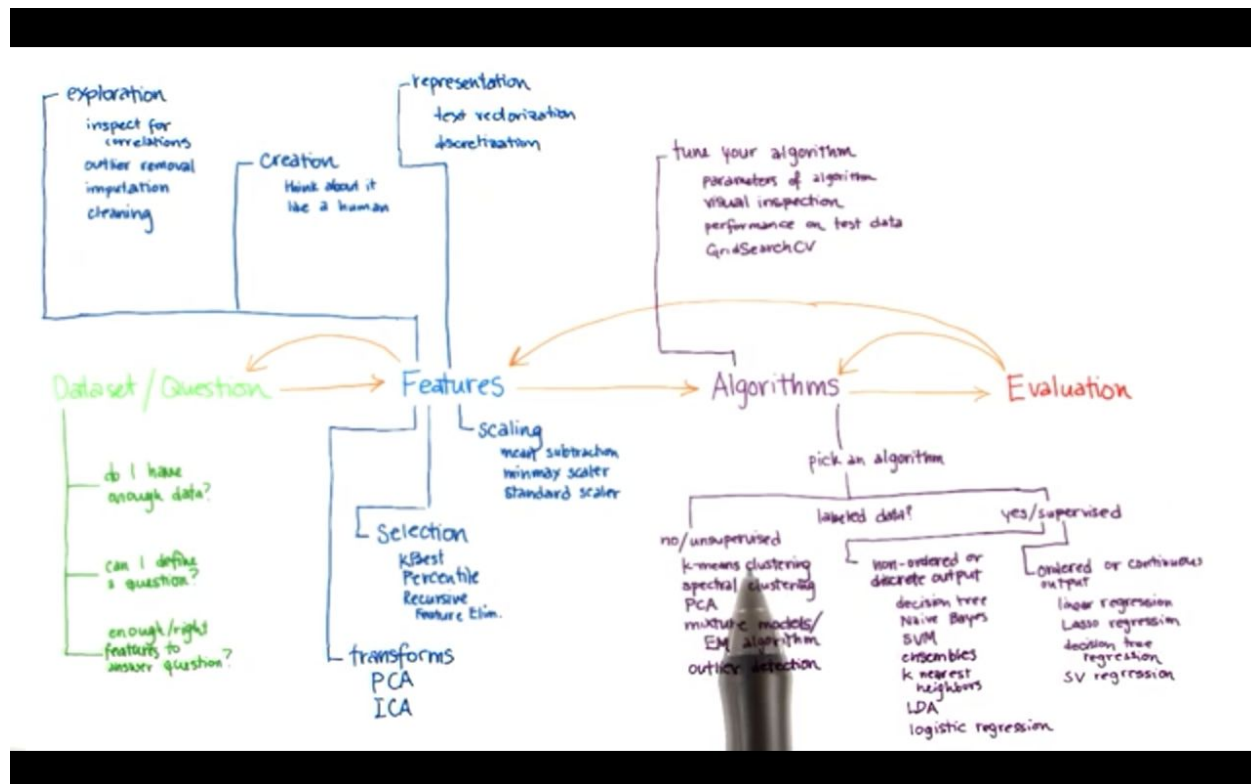 exploration
inspect for
correlations
outlier removal
imputation
cleaning
creation
think about it
like a human
representation
text vectorization
discretization
tune your algorithm
parameters of algorithm
visual inspection
performance on test data
GridSearchCV
Dataset/Question
Features
Algorithms
Evaluation
do I have
enough data?
can I define
a question?
enough/right
features to
answer question?
scaling
mean subtraction
minmax scaler
standard scaler
Selection
KBest
Percentile
Recursive
Feature Elim.
transforms
PCA
ICA
pick an algorithm
labeled data?
no/unsupervised
k-means clustering
spectral clustering
PCA
mixture models/
EM algorithm
outlier detection
yes/supervised
non-ordered or
discrete output
decision tree
Naive Bayes
SVM
ensembles
k nearest
neighbors
LDA
logistic regression
ordered or continuous
output
linear regression
Lasso regression
decision tree
regression
SV regression